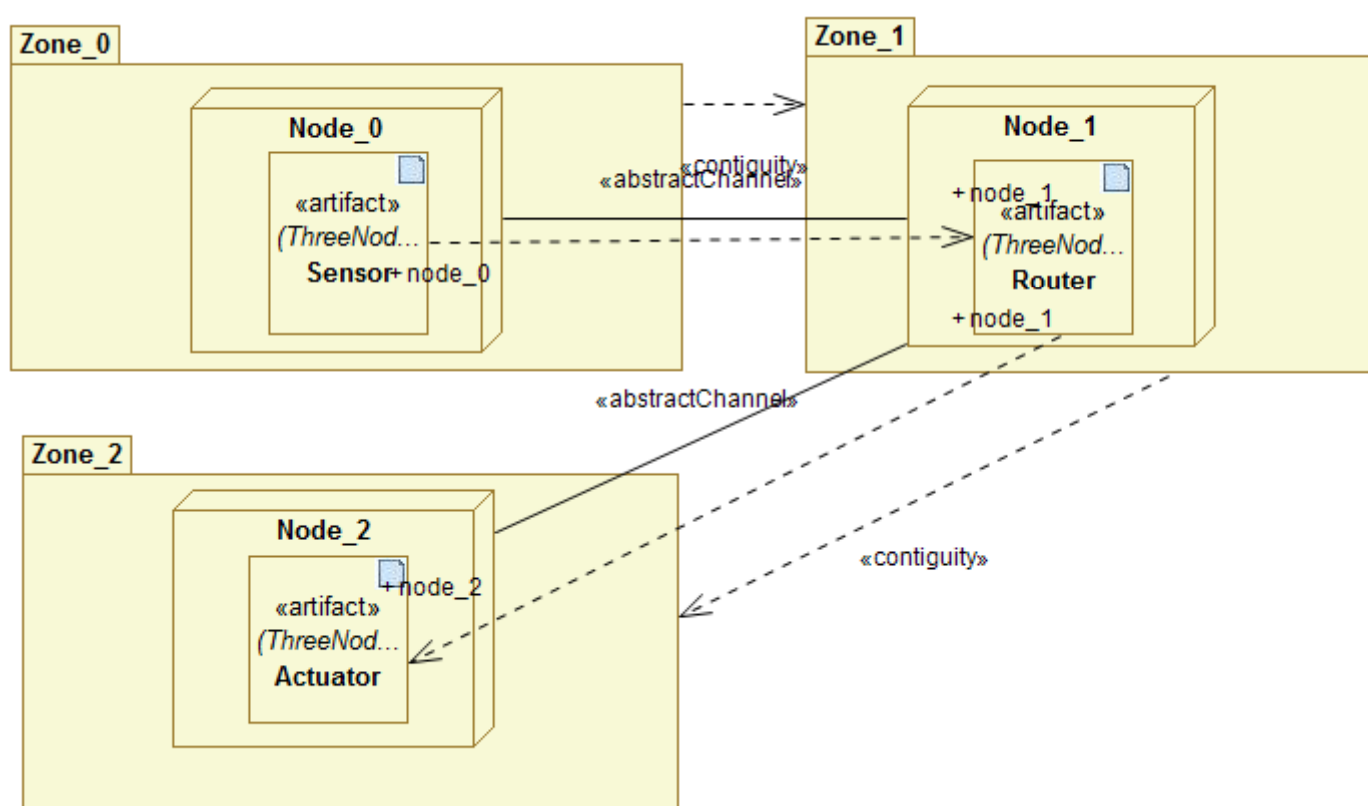 Zone_0
Zone_1
Node_0
Node_1
«contiguity»
«abstractChannel»
«artifact»
(ThreeNod...
Sensor
+ node_0
+ node_1
«artifact»
(ThreeNod...
Router
+ node_1
«abstractChannel»
Zone_2
Node_2
«contiguity»
+ node_2
«artifact»
(ThreeNod...
Actuator